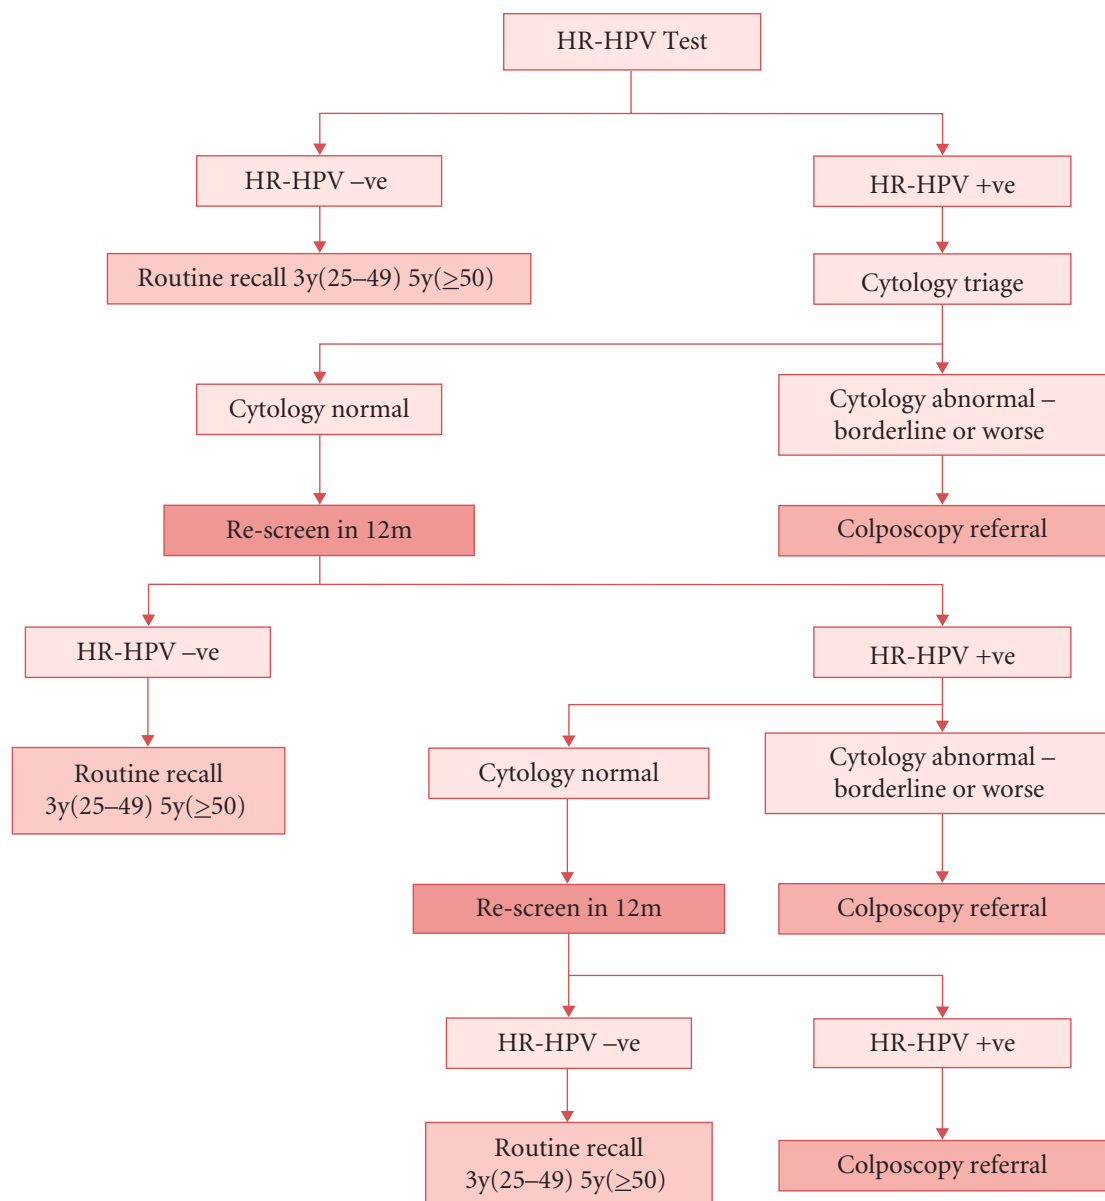 HR-HPV Test
HR-HPV –ve
HR-HPV +ve
Routine recall 3y(25–49) 5y(≥50)
Cytology triage
Cytology normal
Cytology abnormal –
borderline or worse
Re-screen in 12m
Colposcopy referral
HR-HPV –ve
HR-HPV +ve
Routine recall
3y(25–49) 5y(≥50)
Cytology normal
Cytology abnormal –
borderline or worse
Re-screen in 12m
Colposcopy referral
HR-HPV –ve
HR-HPV +ve
Routine recall
3y(25–49) 5y(≥50)
Colposcopy referral